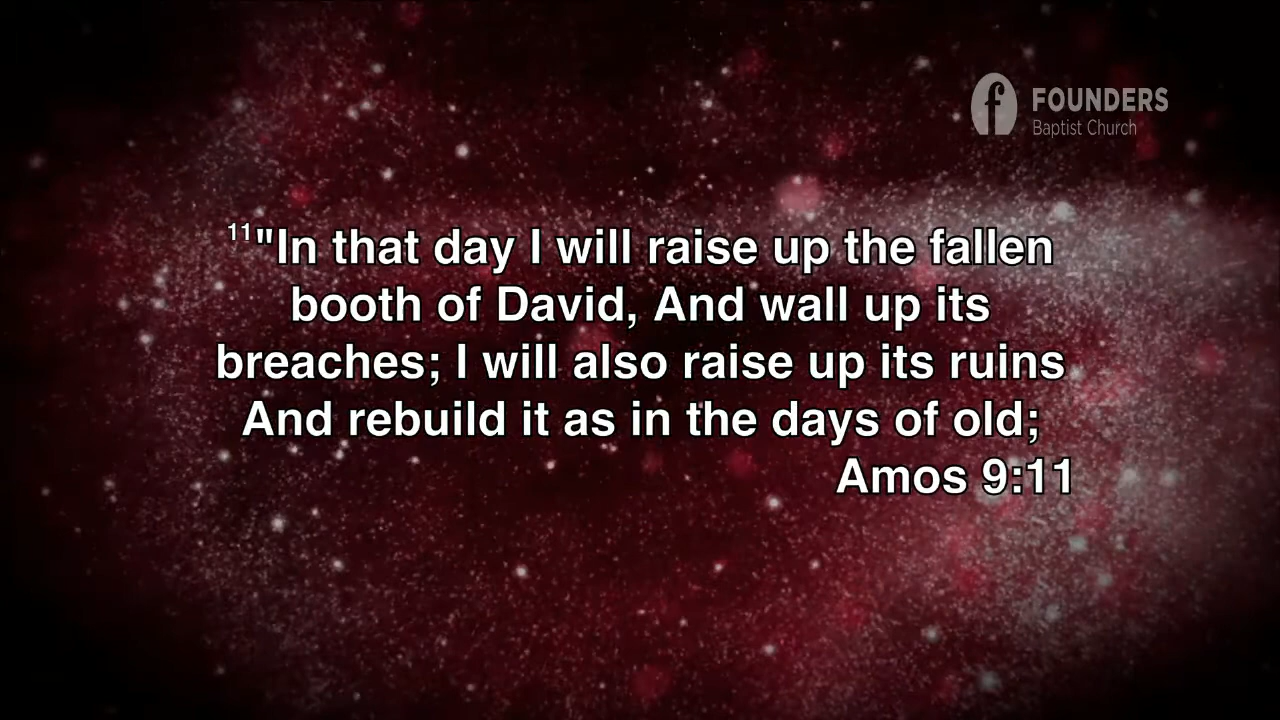 FOUNDERS
Baptist Church
11"In that day I will raise up the fallen
booth of David, And wall up its
breaches; I will also raise up its ruins
And rebuild it as in the days of old;
Amos 9:11